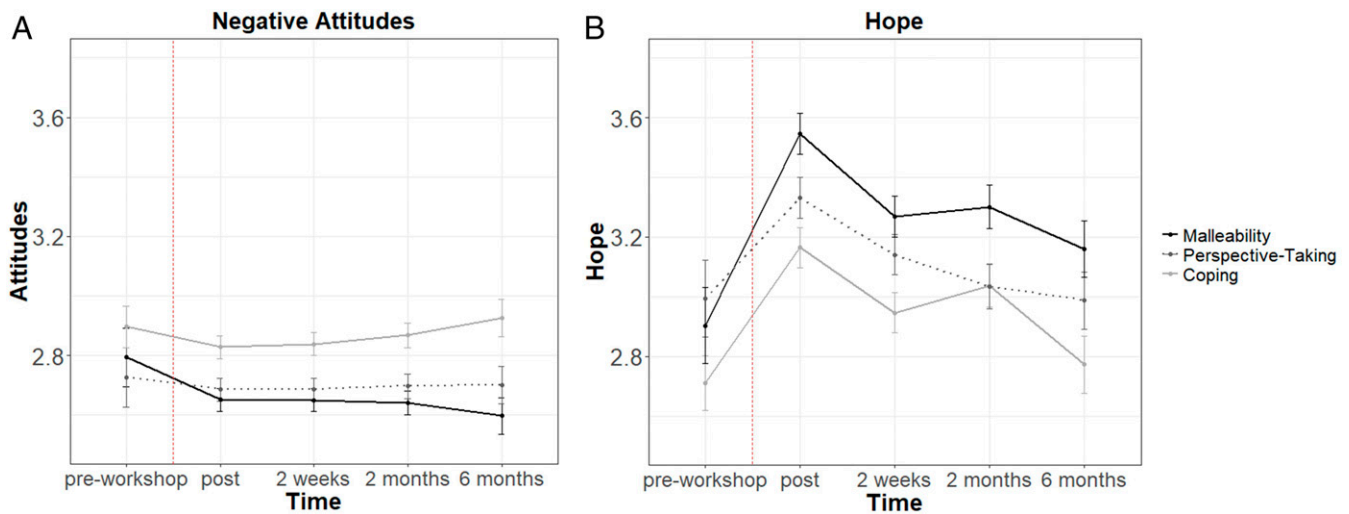 A
Negative Attitudes
Attitudes
3.6
3.2
2.8
pre-workshop post 2 weeks 2 months 6 months
Time
B
Hope
Hope
3.6
3.2
2.8
pre-workshop post 2 weeks 2 months 6 months
Time
Malleability
Perspective-Taking
Coping